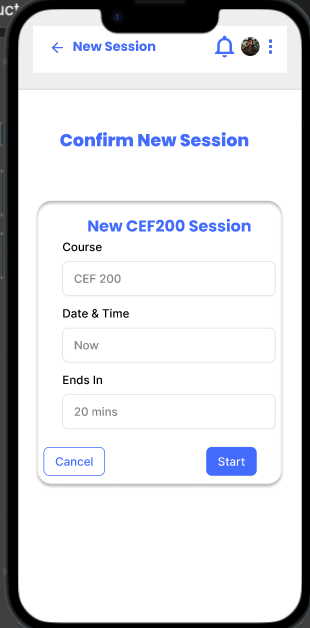 uct
New Session
Confirm New Session
New CEF200 Session
Course
CEF 200
Date & Time
Now
Ends In
20 mins
Cancel
Start